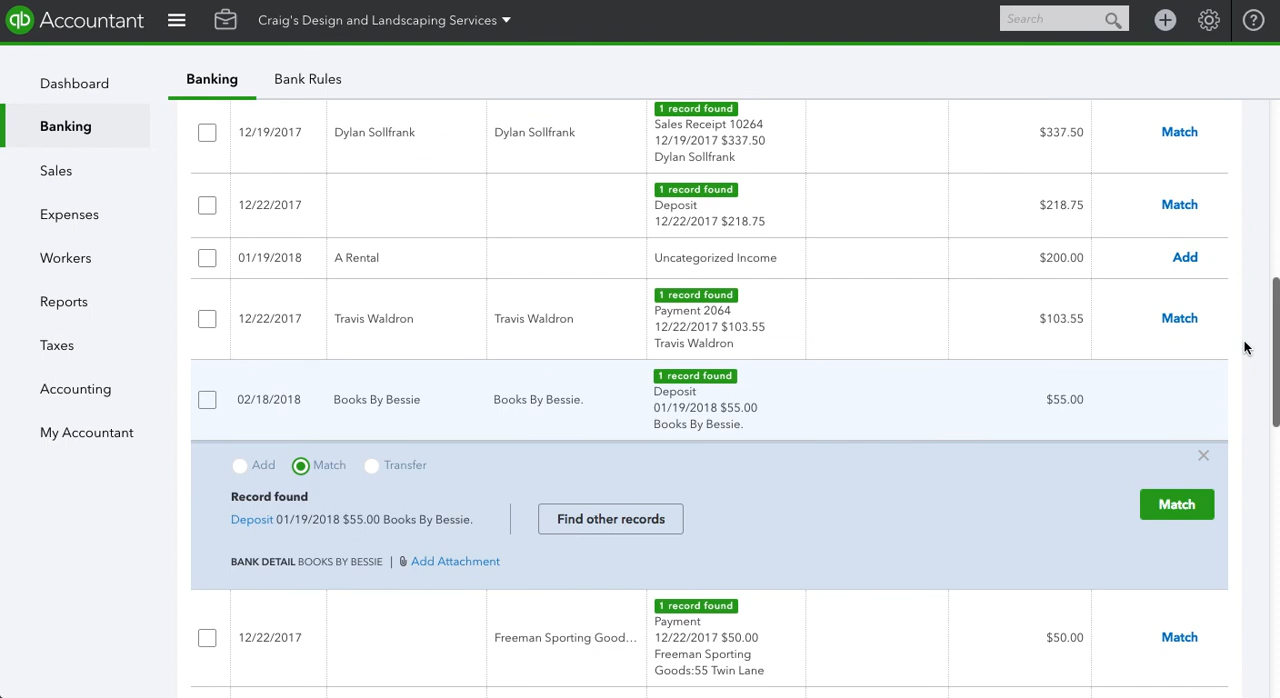 qb Accountant
Craig's Design and Landscaping Services
Search
?
Dashboard
Banking
Sales
Expenses
Workers
Reports
Taxes
Accounting
My Accountant
Banking
Bank Rules
12/19/2017
Dylan Sollfrank
Dylan Sollfrank
1 record found
Sales Receipt 10264
12/19/2017 $337.50
Dylan Sollfrank
$337.50
Match
12/22/2017
1 record found
Deposit
12/22/2017 $218.75
$218.75
Match
01/19/2018
A Rental
Uncategorized Income
$200.00
Add
12/22/2017
Travis Waldron
Travis Waldron
1 record found
Payment 2064
12/22/2017 $103.55
Travis Waldron
$103.55
Match
02/18/2018
Books By Bessie
Books By Bessie.
1 record found
Deposit
01/19/2018 $55.00
Books By Bessie.
$55.00
Add
Match
Transfer
Record found
Deposit 01/19/2018 $55.00 Books By Bessie.
Find other records
Match
BANK DETAIL BOOKS BY BESSIE | Add Attachment
12/22/2017
Freeman Sporting Good...
1 record found
Payment
12/22/2017 $50.00
Freeman Sporting
Goods:55 Twin Lane
$50.00
Match